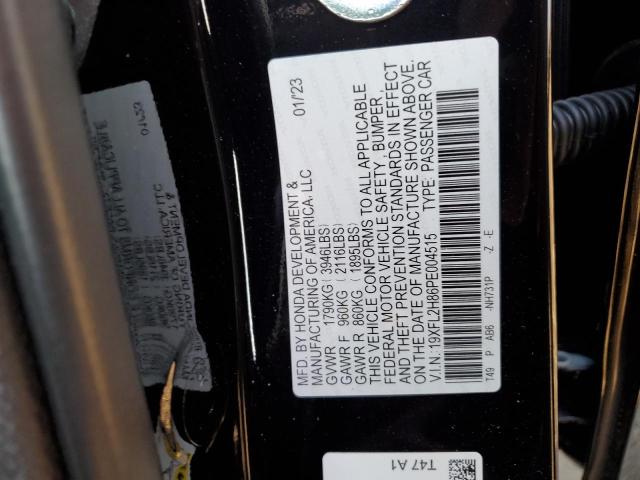 MFD. BY HONDA DEVELOPMENT & 01/'23
MANUFACTURING OF AMERICA, LLC
GVWR 1790KG(3946LBS)
GAWR F 960KG(2116LBS)
GAWR R 860KG(1895LBS)
THIS VEHICLE CONFORMS TO ALL APPLICABLE
FEDERAL MOTOR VEHICLE SAFETY, BUMPER,
AND THEFT PREVENTION STANDARDS IN EFFECT
ON THE DATE OF MANUFACTURE SHOWN ABOVE.
V.I.N.:19XFL2H86PE004515 TYPE: PASSENGER CAR
T49 P AB6 -NH731P -Z -E
T47 A1